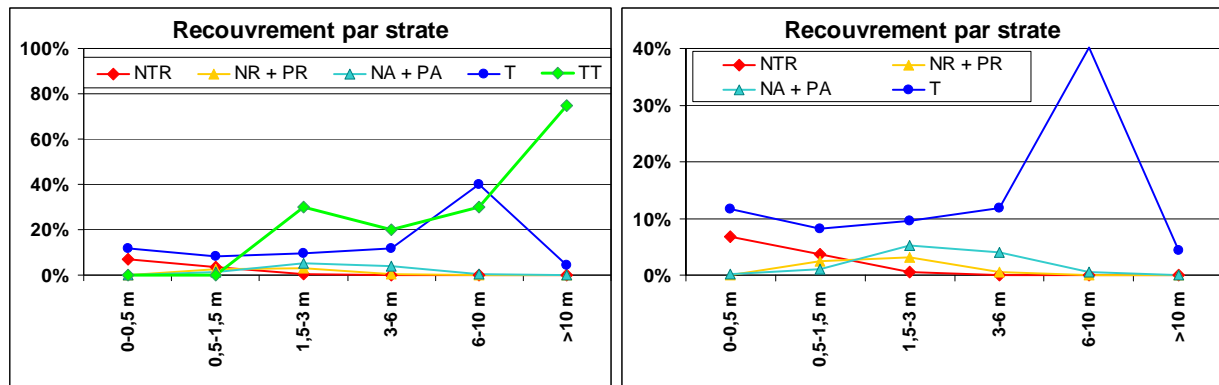 Recouvrement par strate
100%
NTR NR + PR NA + PA T TT
80%
60%
40%
20%
0%
0-0,5 m
0,5-1,5 m
1,5-3 m
3-6 m
6-10 m
>10 m
Recouvrement par strate
40%
NTR NR + PR
NA + PA T
30%
20%
10%
0%
0-0,5 m
0,5-1,5 m
1,5-3 m
3-6 m
6-10 m
>10 m